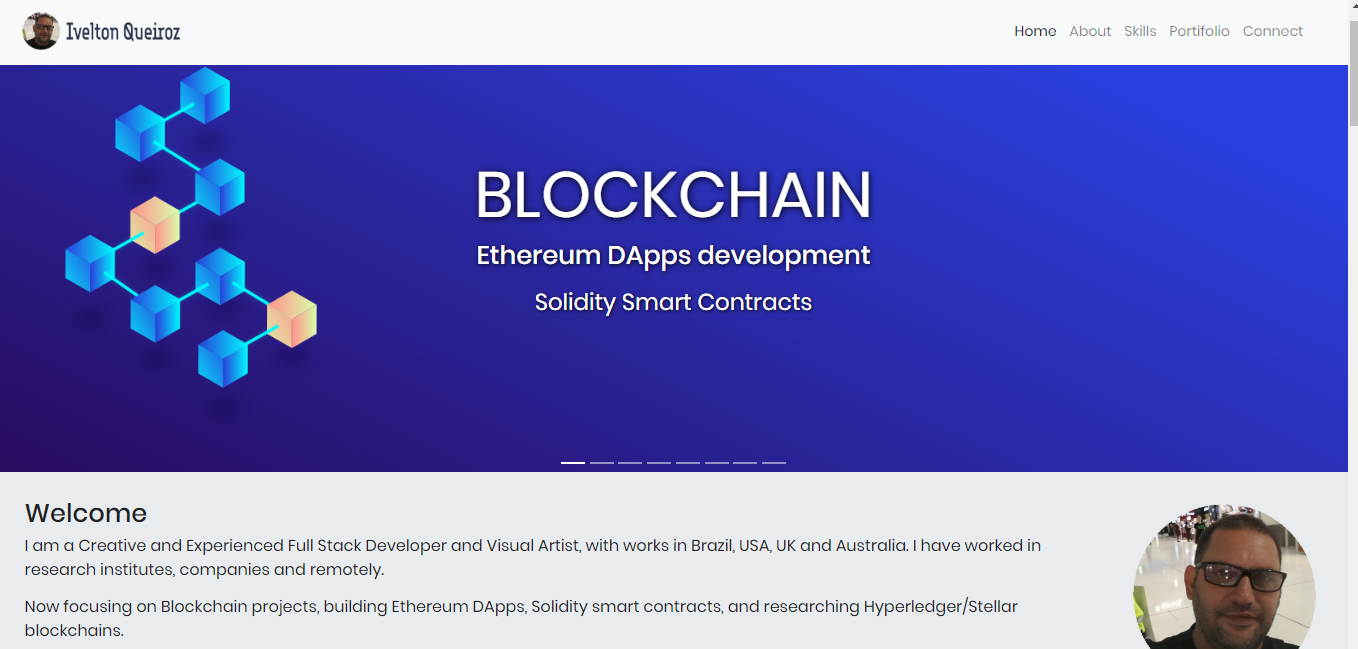 Ivelton Queiroz
Home About Skills Portifolio Connect
BLOCKCHAIN
Ethereum DApps development
Solidity Smart Contracts
Welcome
I am a Creative and Experienced Full Stack Developer and Visual Artist, with works in Brazil, USA, UK and Australia. I have worked in
research institutes, companies and remotely.
Now focusing on Blockchain projects, building Ethereum DApps, Solidity smart contracts, and researching Hyperledger/Stellar
blockchains.